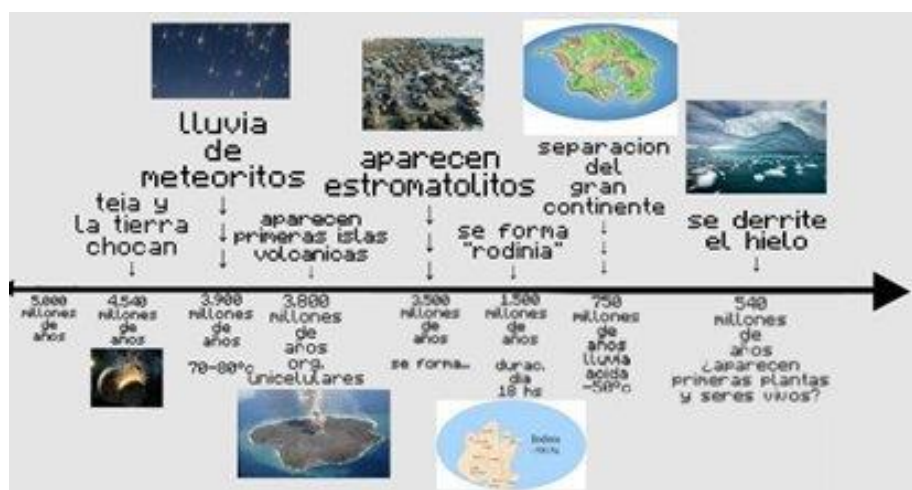 lluvia
de
meteoritos
teia y
la tierra
chocan
aparecen
primeras islas
volcanicas
aparecen
estromatolitos
se forma
"rodinia"
separacion
del
gran
continente
se derrite
el hielo
5.000
millones
de
años
4.540
millones
de
años
3.900
millones
de
años
70-80ºc
3.800
millones
de
años
org.
unicelulares
3.500
millones
de
años
se forma...
1.500
millones
de
años
durac.
dia
18 hs
750
millones
de
años
lluvia
acida
-50ºc
540
millones
de
años
¿aparecen
primeras plantas
y seres vivos?
Rodinia